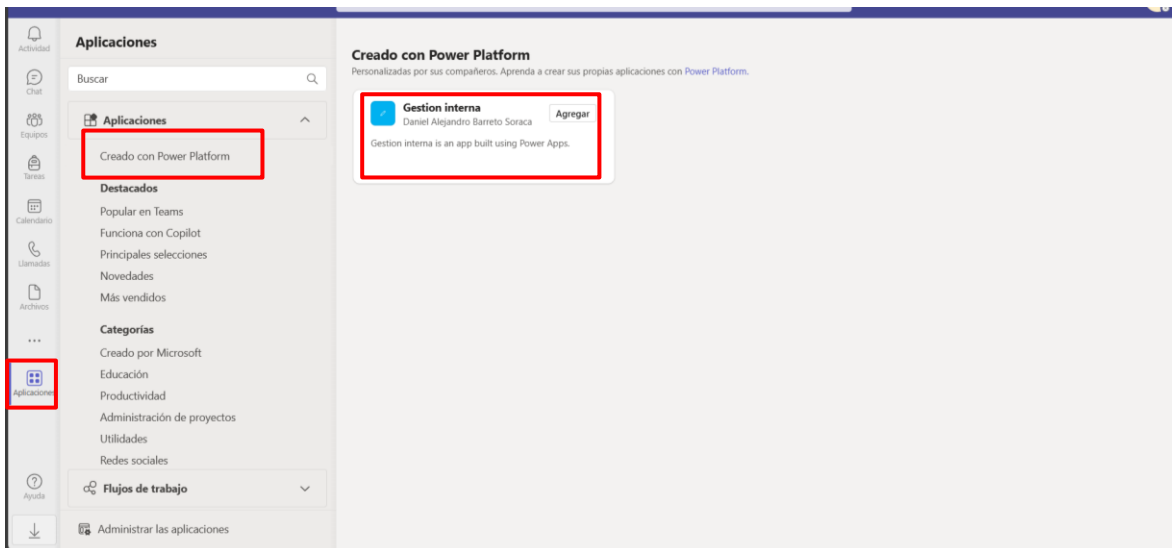 Actividad
Chat
Equipos
Tareas
Calendario
Llamadas
Archivos
Aplicaciones
Ayuda
Aplicaciones
Buscar
Aplicaciones
Creado con Power Platform
Destacados
Popular en Teams
Funciona con Copilot
Principales selecciones
Novedades
Más vendidos
Categorías
Creado por Microsoft
Educación
Productividad
Administración de proyectos
Utilidades
Redes sociales
Flujos de trabajo
Administrar las aplicaciones
Creado con Power Platform
Personalizadas por sus compañeros. Aprenda a crear sus propias aplicaciones con Power Platform.
Gestion interna
Daniel Alejandro Barreto Soraca
Agregar
Gestion interna is an app built using Power Apps.